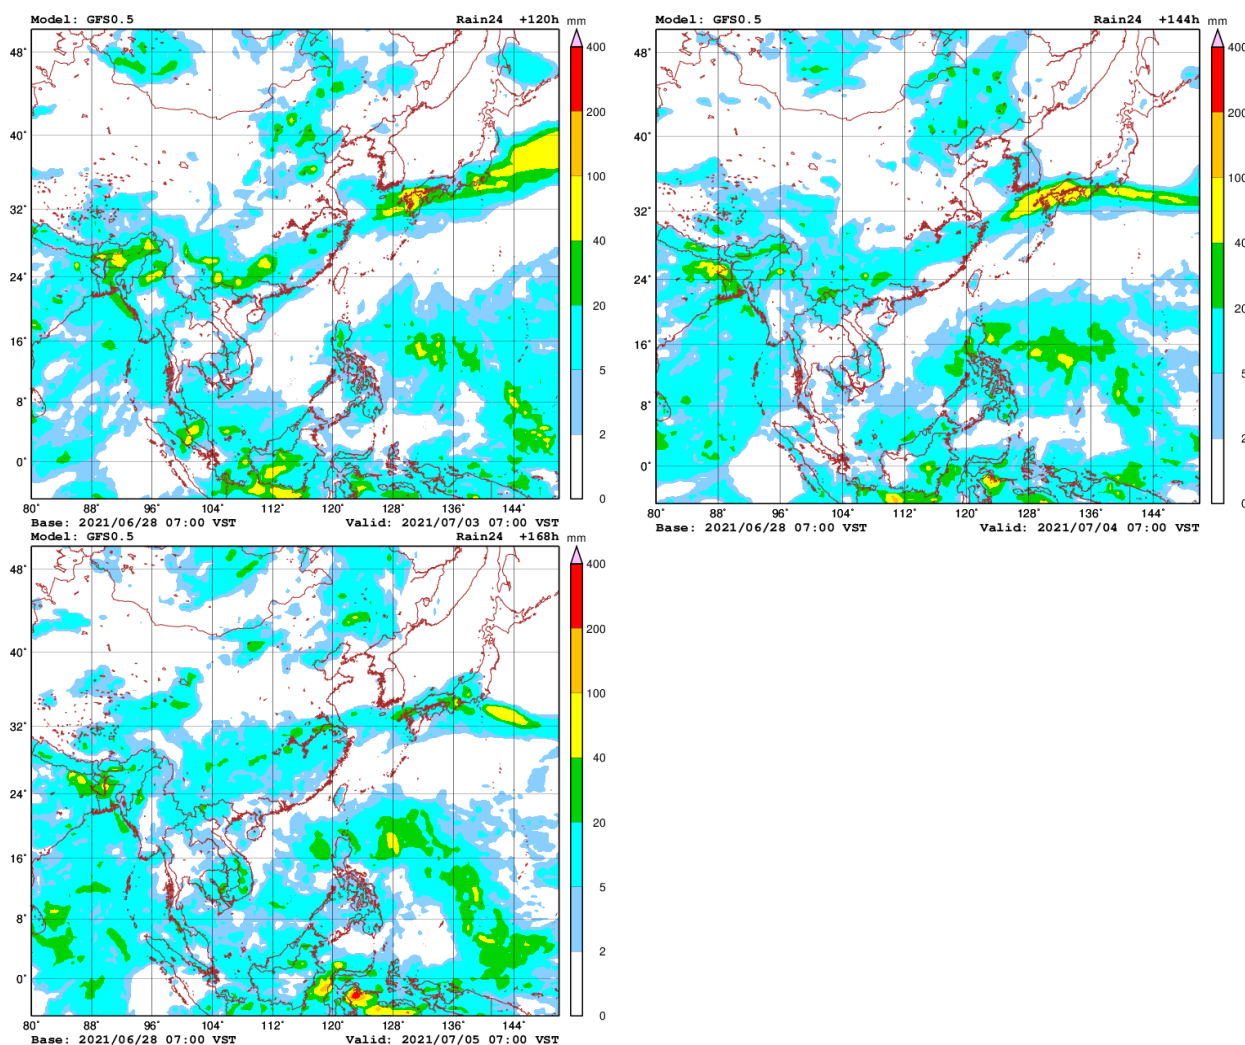 Model: GFS0.5 Rain24 +120h mm
48° 400
200
40° 100
32° 40
24° 20
16° 5
8° 2
0° 0
80° 88° 96° 104° 112° 120° 128° 136° 144°
Base: 2021/06/28 07:00 VST Valid: 2021/07/03 07:00 VST
Model: GFS0.5 Rain24 +144h mm
48° 400
200
40° 100
32° 40
24° 20
16° 5
8° 2
0° 0
80° 88° 96° 104° 112° 120° 128° 136° 144°
Base: 2021/06/28 07:00 VST Valid: 2021/07/04 07:00 VST
Model: GFS0.5 Rain24 +168h mm
48° 400
200
40° 100
32° 40
24° 20
16° 5
8° 2
0° 0
80° 88° 96° 104° 112° 120° 128° 136° 144°
Base: 2021/06/28 07:00 VST Valid: 2021/07/05 07:00 VST